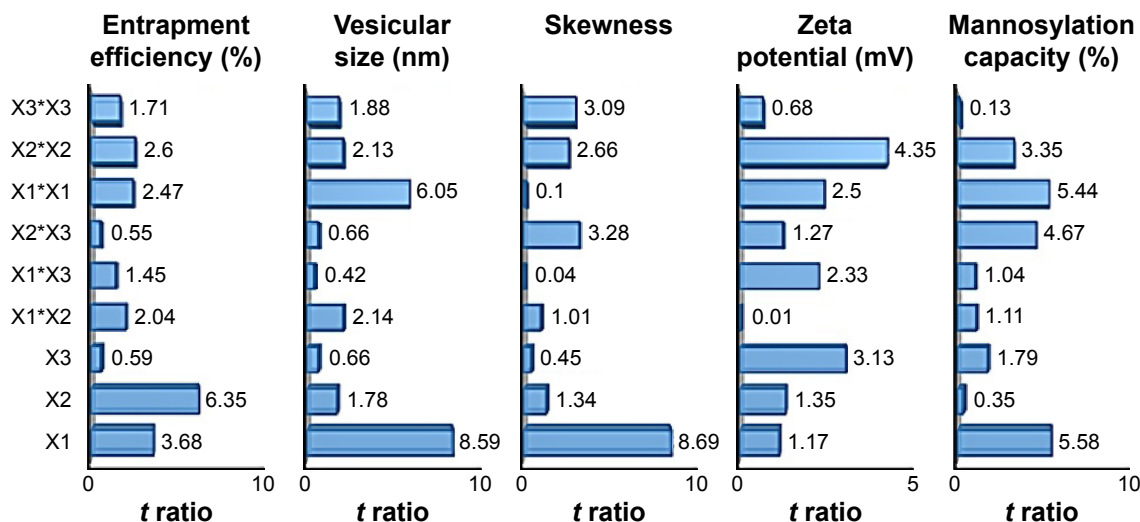 Entrapment
efficiency (%)
Vesicular
size (nm)
Skewness
Zeta
potential (mV)
Mannosylation
capacity (%)
X3*X3 1.71 1.88 3.09 0.68 0.13
X2*X2 2.6 2.13 2.66 4.35 3.35
X1*X1 2.47 6.05 0.1 2.5 5.44
X2*X3 0.55 0.66 3.28 1.27 4.67
X1*X3 1.45 0.42 0.04 2.33 1.04
X1*X2 2.04 2.14 1.01 0.01 1.11
X3 0.59 0.66 0.45 3.13 1.79
X2 6.35 1.78 1.34 1.35 0.35
X1 3.68 8.59 8.69 1.17 5.58
0 10 0 10 0 10 0 5 0 10
t ratio t ratio t ratio t ratio t ratio